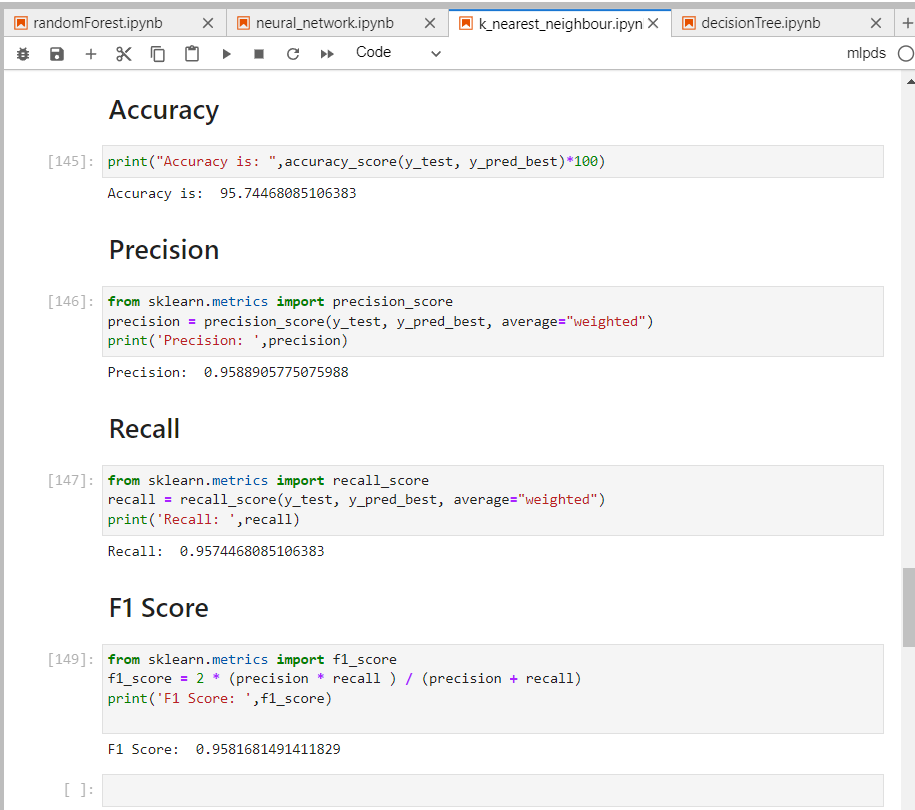 randomForest.ipynb
neural_network.ipynb
k_nearest_neighbour.ipyn
decisionTree.ipynb
Code
mlpds
Accuracy
[145]:
print("Accuracy is: ",accuracy_score(y_test, y_pred_best)*100)
Accuracy is:  95.74468085106383
Precision
[146]:
from sklearn.metrics import precision_score
precision = precision_score(y_test, y_pred_best, average="weighted")
print('Precision: ',precision)
Precision:  0.9588905775075988
Recall
[147]:
from sklearn.metrics import recall_score
recall = recall_score(y_test, y_pred_best, average="weighted")
print('Recall: ',recall)
Recall:  0.9574468085106383
F1 Score
[149]:
from sklearn.metrics import f1_score
f1_score = 2 * (precision * recall ) / (precision + recall)
print('F1 Score: ',f1_score)
F1 Score:  0.9581681491411829
[ ]: